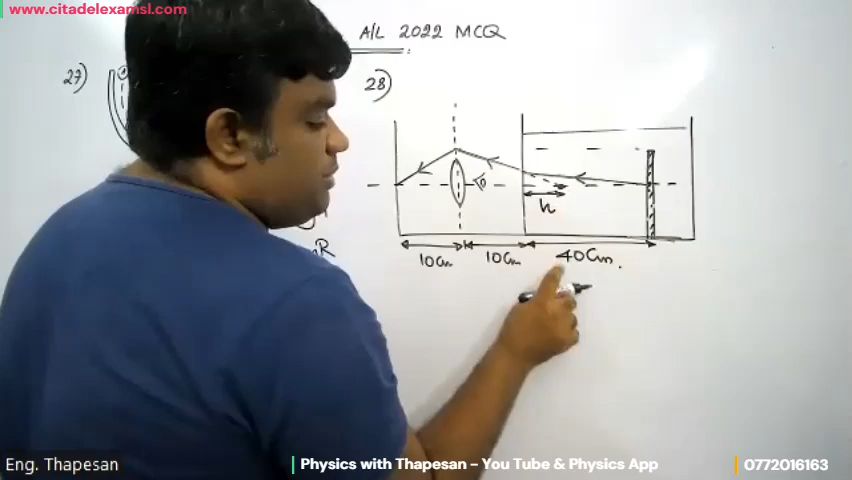 www.citadelexamsl.com
A/L 2022 MCQ
27)
28)
h
10cm
10cm
40cm.
Eng. Thapesan
Physics with Thapesan - You Tube & Physics App
0772016163